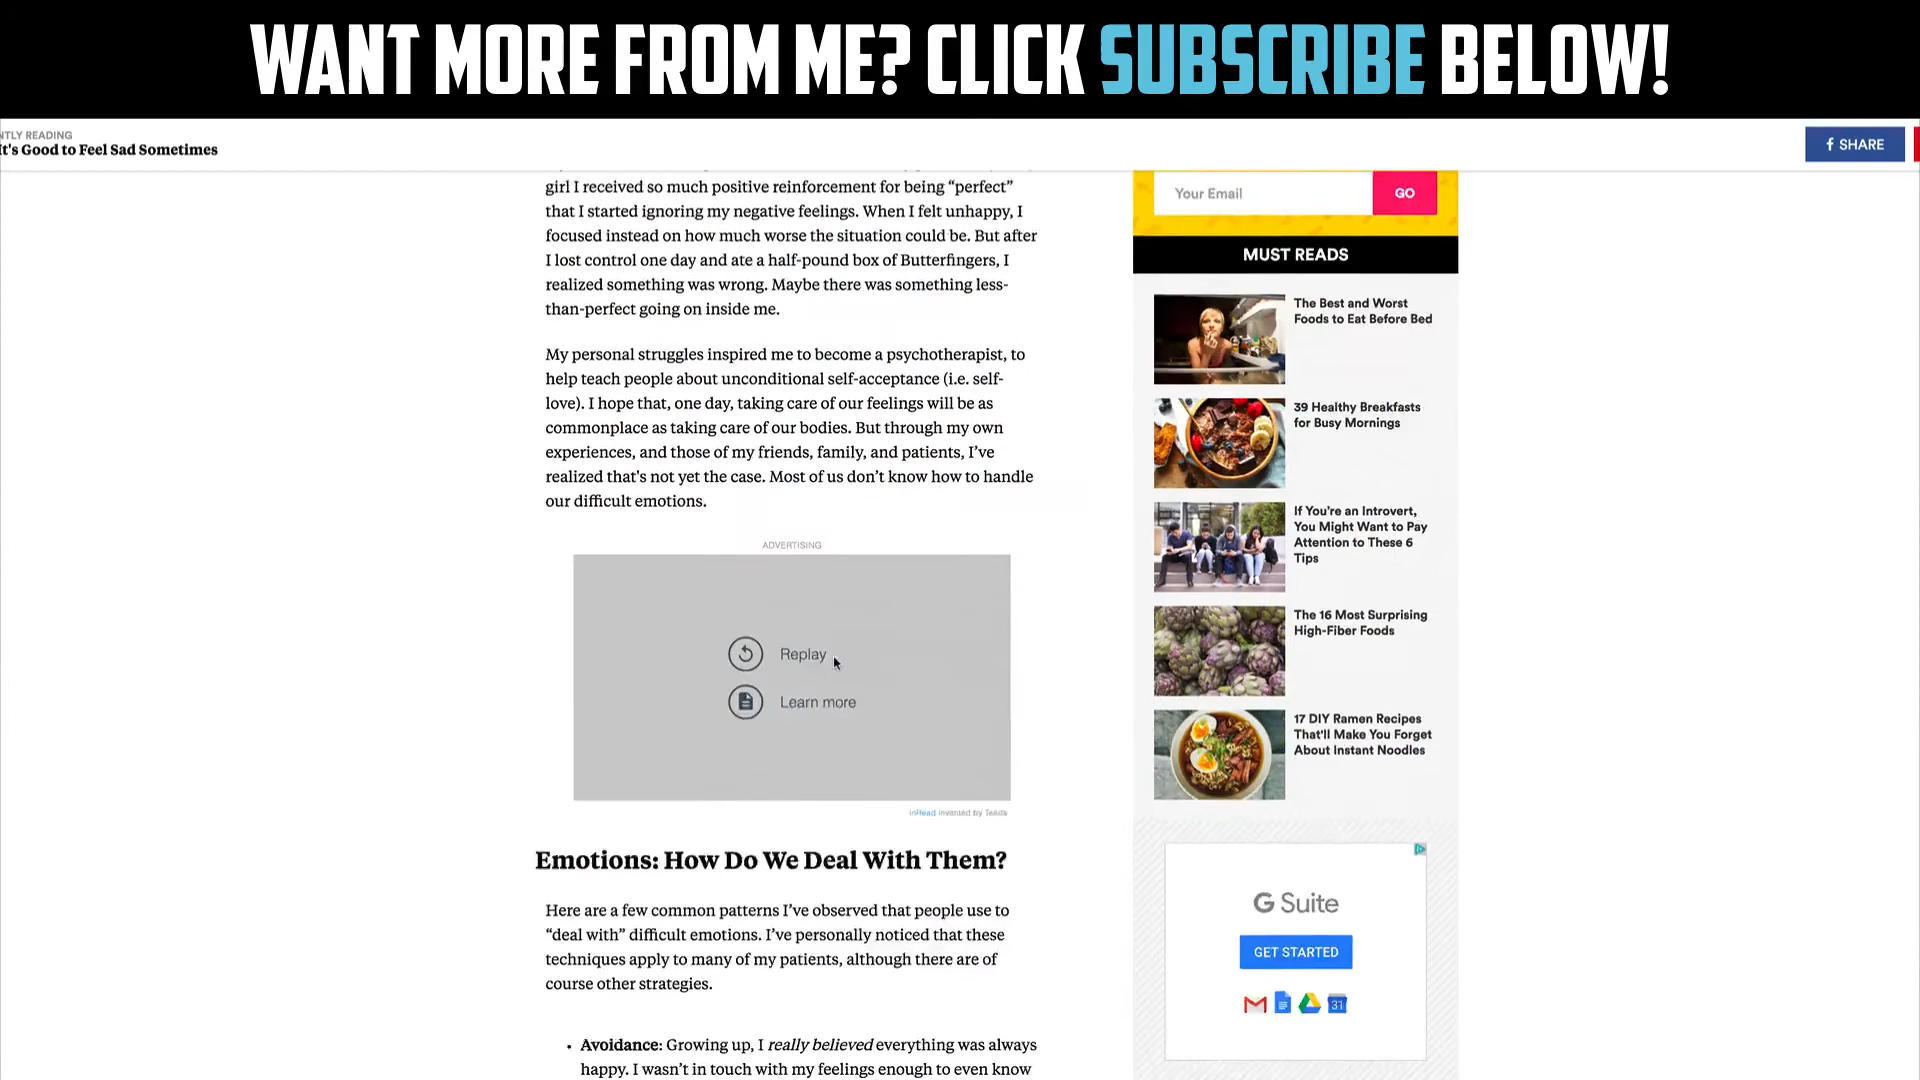 WANT MORE FROM ME? CLICK SUBSCRIBE BELOW!
NTLY READING
It's Good to Feel Sad Sometimes
SHARE
girl I received so much positive reinforcement for being “perfect”
that I started ignoring my negative feelings. When I felt unhappy, I
focused instead on how much worse the situation could be. But after
I lost control one day and ate a half-pound box of Butterfingers, I
realized something was wrong. Maybe there was something less-
than-perfect going on inside me.
My personal struggles inspired me to become a psychotherapist, to
help teach people about unconditional self-acceptance (i.e. self-
love). I hope that, one day, taking care of our feelings will be as
commonplace as taking care of our bodies. But through my own
experiences, and those of my friends, family, and patients, I’ve
realized that's not yet the case. Most of us don’t know how to handle
our difficult emotions.
ADVERTISING
Replay
Learn more
inRead invented by Teads
Emotions: How Do We Deal With Them?
Here are a few common patterns I’ve observed that people use to
“deal with” difficult emotions. I’ve personally noticed that these
techniques apply to many of my patients, although there are of
course other strategies.
• Avoidance: Growing up, I really believed everything was always
happy. I wasn’t in touch with my feelings enough to even know
Your Email
GO
MUST READS
The Best and Worst
Foods to Eat Before Bed
39 Healthy Breakfasts
for Busy Mornings
If You’re an Introvert,
You Might Want to Pay
Attention to These 6
Tips
The 16 Most Surprising
High-Fiber Foods
17 DIY Ramen Recipes
That'll Make You Forget
About Instant Noodles
G Suite
GET STARTED
31